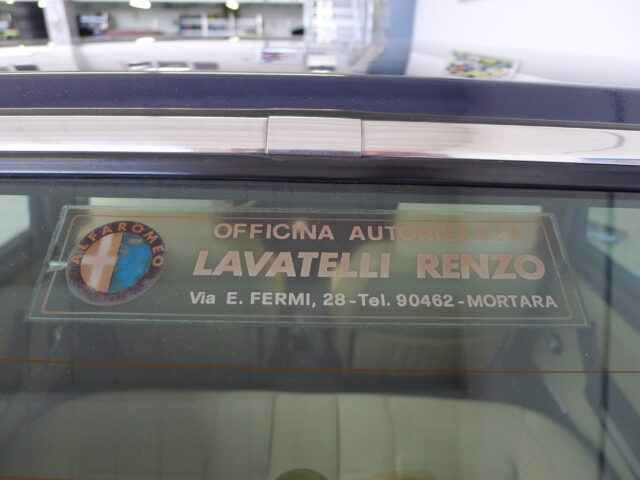 ALFA ROMEO
OFFICINA AUTORIZZATA
LAVATELLI RENZO
Via E. FERMI, 28-Tel. 90462-MORTARA